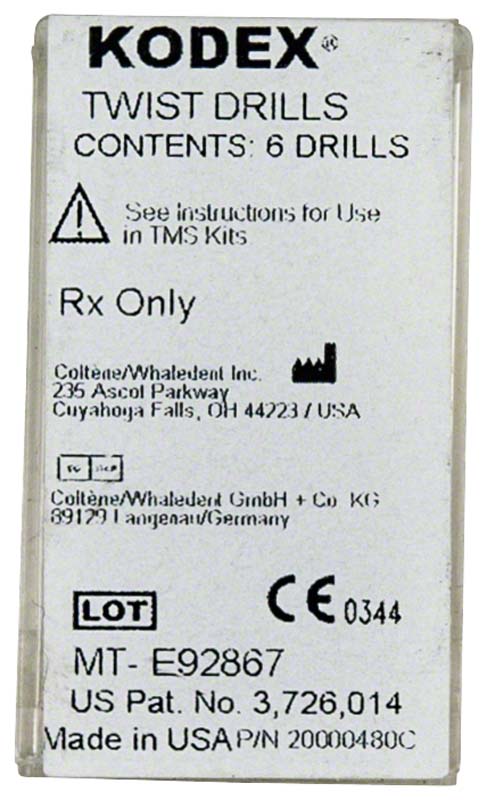 KODEX®
TWIST DRILLS
CONTENTS: 6 DRILLS
See Instructions for Use
in TMS Kits
Rx Only
Coltène/Whaledent Inc.
235 Ascot Parkway
Cuyahoga Falls, OH 44223 / USA
Coltène/Whaledent GmbH + Co. KG
89129 Langenau/Germany
LOT
CE 0344
MT- E92867
US Pat. No. 3,726,014
Made in USA P/N 20000480C